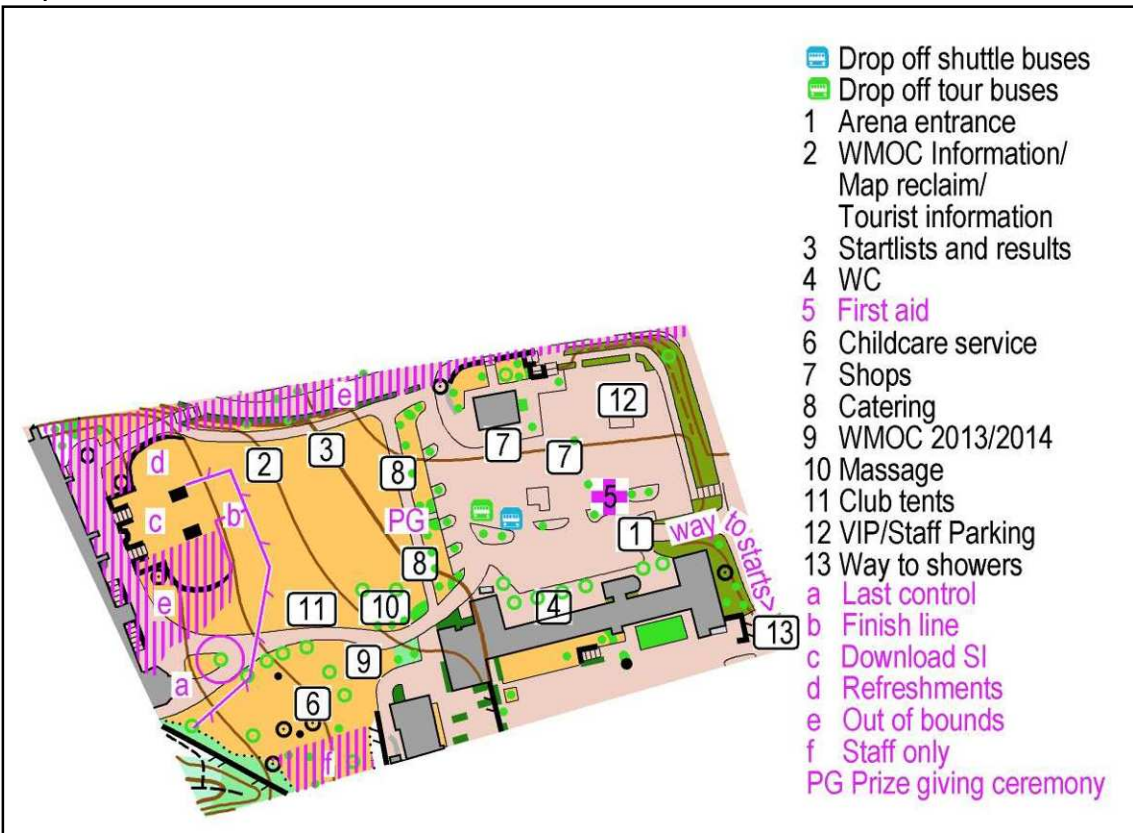 Drop off shuttle buses
Drop off tour buses
1 Arena entrance
2 WMOC Information/
Map reclaim/
Tourist information
3 Startlists and results
4 WC
5 First aid
6 Childcare service
7 Shops
8 Catering
9 WMOC 2013/2014
10 Massage
11 Club tents
12 VIP/Staff Parking
13 Way to showers
a Last control
b Finish line
c Download SI
d Refreshments
e Out of bounds
f Staff only
PG Prize giving ceremony
e
12
3
7
7
2
d
8
5
b
PG
c
1
way to starts>
8
e
11
10
4
13
9
a
6
f